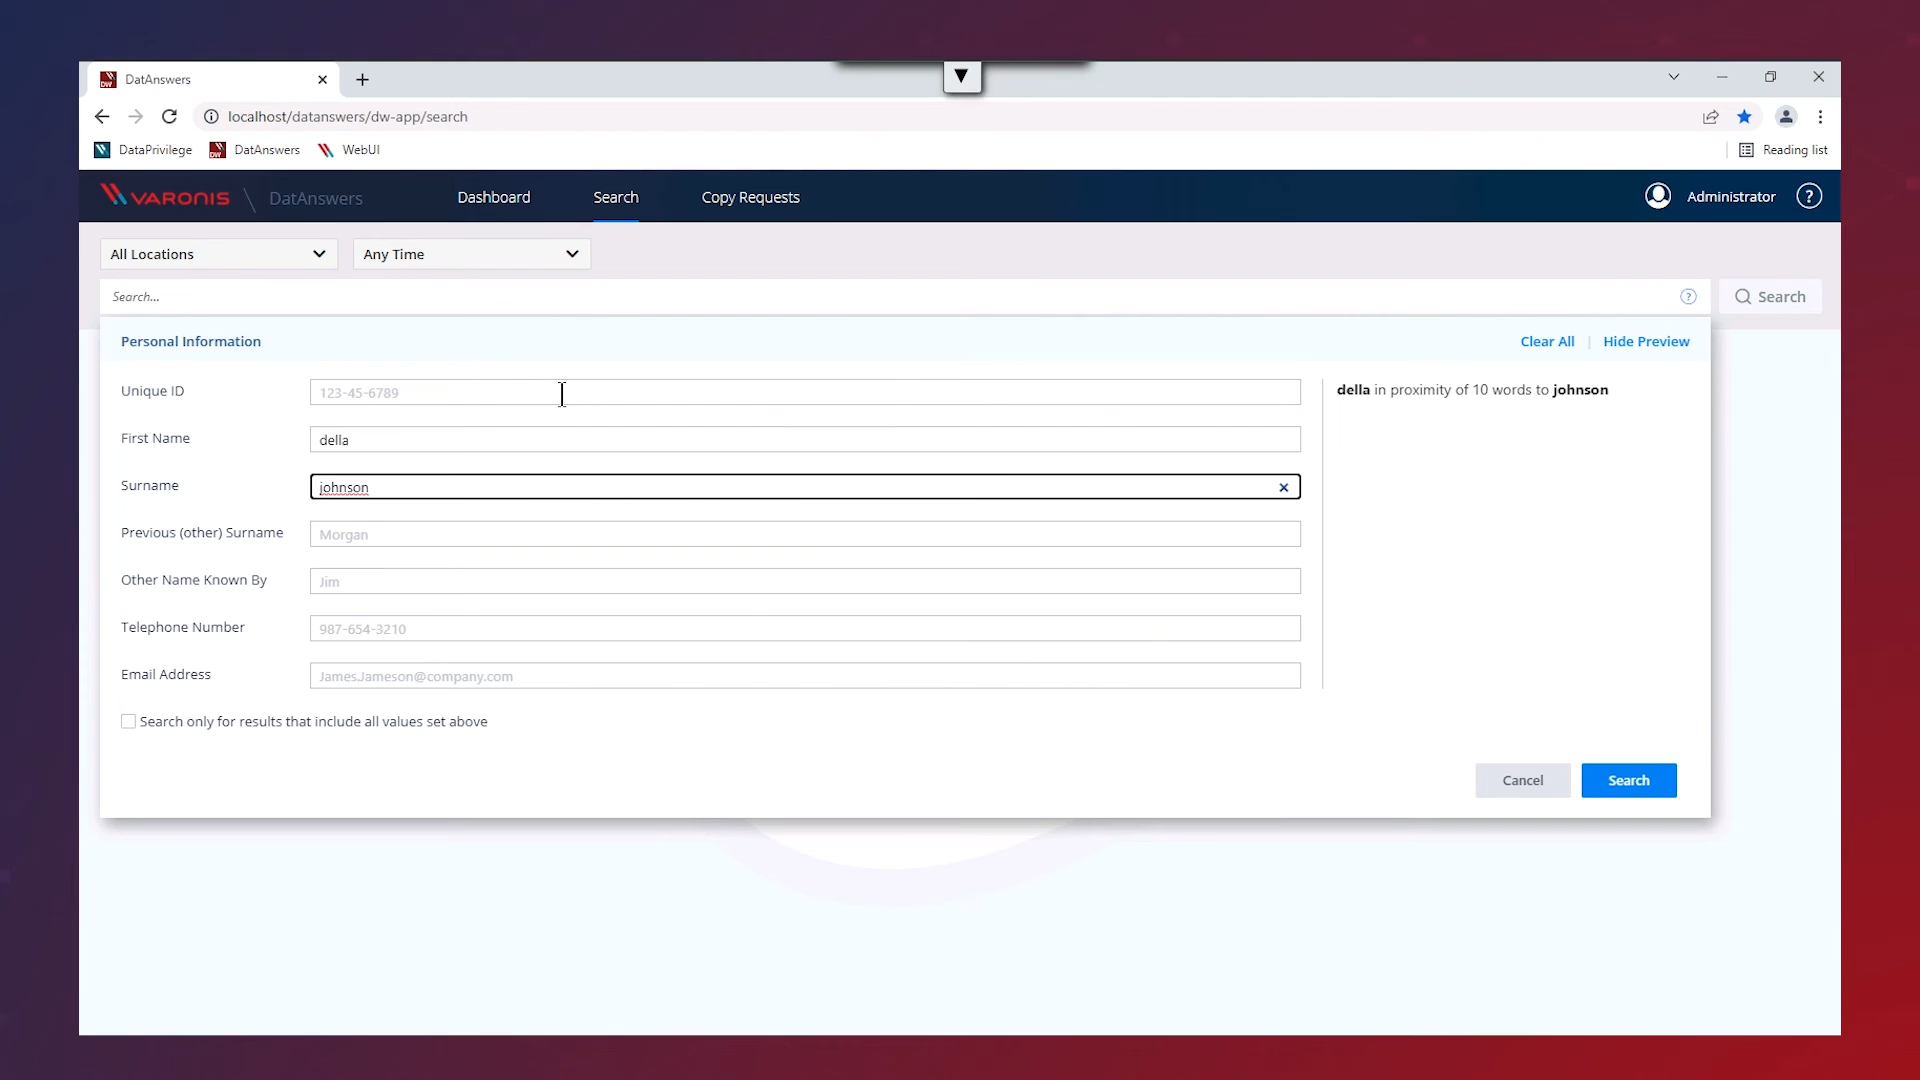 DatAnswers
localhost/datanswers/dw-app/search
DataPrivilege DatAnswers WebUI Reading list
VARONIS DatAnswers Dashboard Search Copy Requests Administrator ?
All Locations Any Time
Search... ? Search
Personal Information Clear All | Hide Preview
Unique ID 123-45-6789 della in proximity of 10 words to johnson
First Name della
Surname johnson
Previous (other) Surname Morgan
Other Name Known By Jim
Telephone Number 987-654-3210
Email Address James.Jameson@company.com
Search only for results that include all values set above
Cancel Search